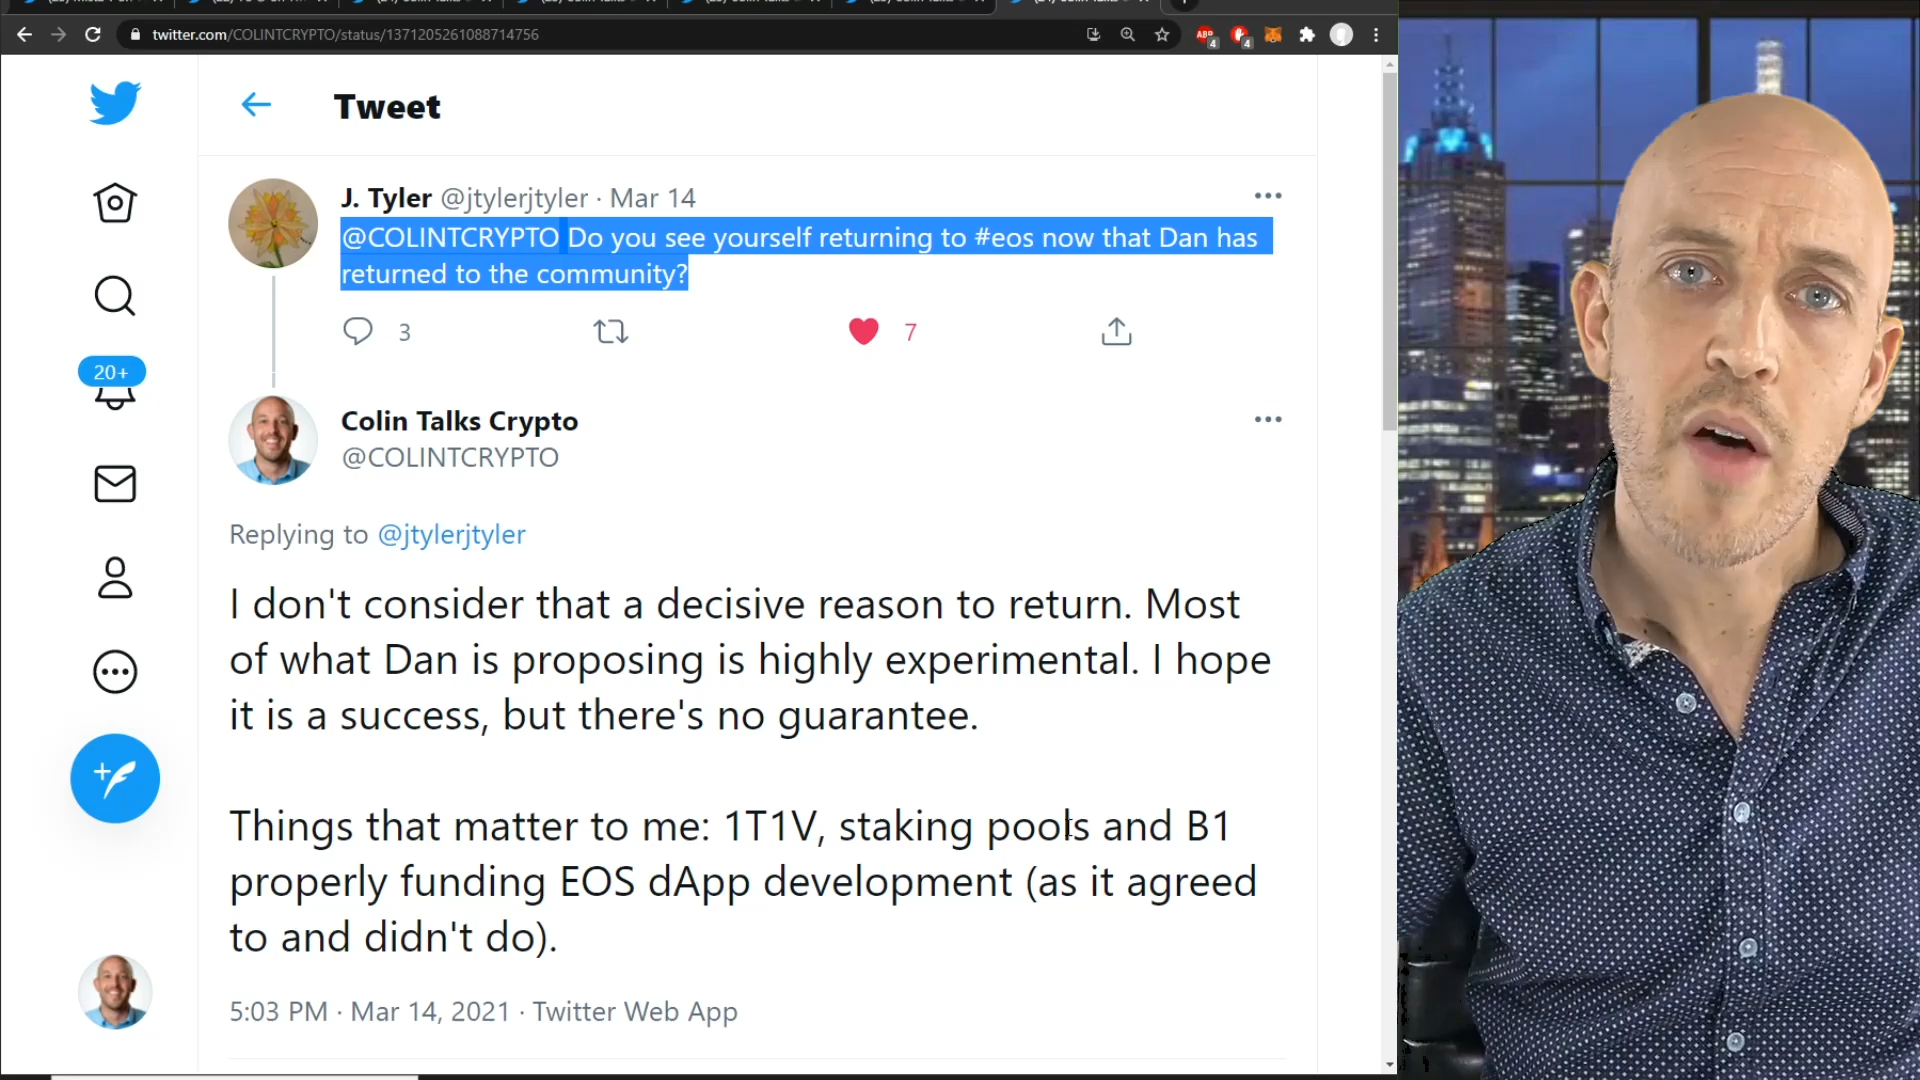 twitter.com/COLINTCRYPTO/status/1371205261088714756
ABP
4
4
Tweet
J. Tyler @jtylerjtyler · Mar 14
@COLINTCRYPTO Do you see yourself returning to #eos now that Dan has
returned to the community?
3
7
20+
Colin Talks Crypto
@COLINTCRYPTO
Replying to @jtylerjtyler
I don't consider that a decisive reason to return. Most
of what Dan is proposing is highly experimental. I hope
it is a success, but there's no guarantee.
Things that matter to me: 1T1V, staking pools and B1
properly funding EOS dApp development (as it agreed
to and didn't do).
5:03 PM · Mar 14, 2021 · Twitter Web App